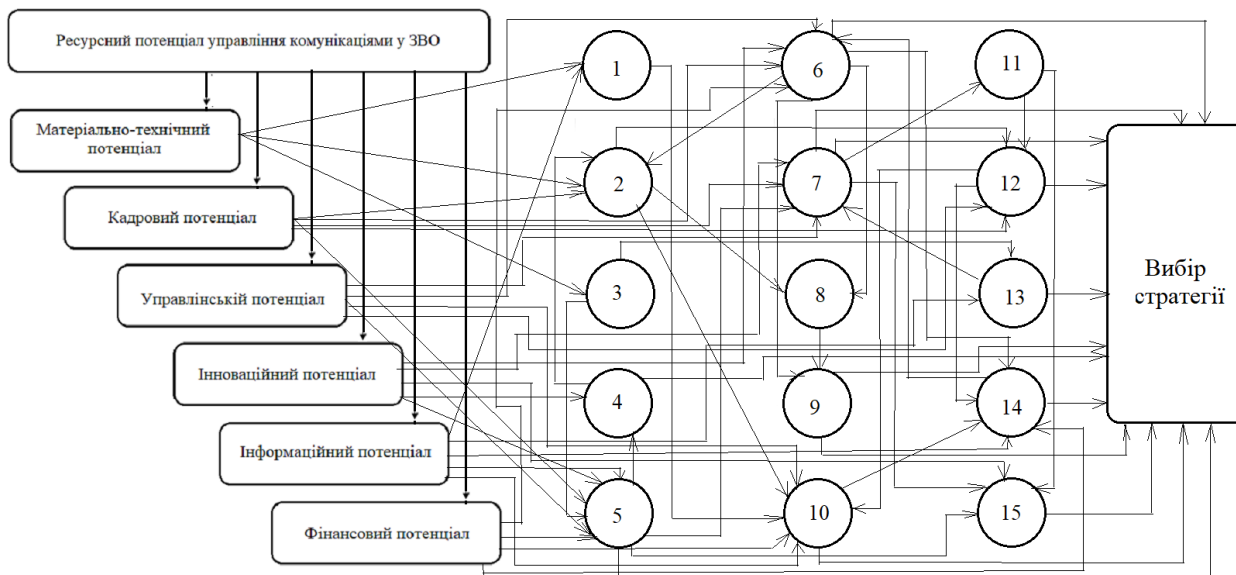 Ресурсний потенціал управління комунікаціями у ЗВО
Матеріально-технічний
потенціал
Кадровий потенціал
Управлінській потенціал
Інноваційний потенціал
Інформаційний потенціал
Фінансовий потенціал
1
2
3
4
5
6
7
8
9
10
11
12
13
14
15
Вибір
стратегії